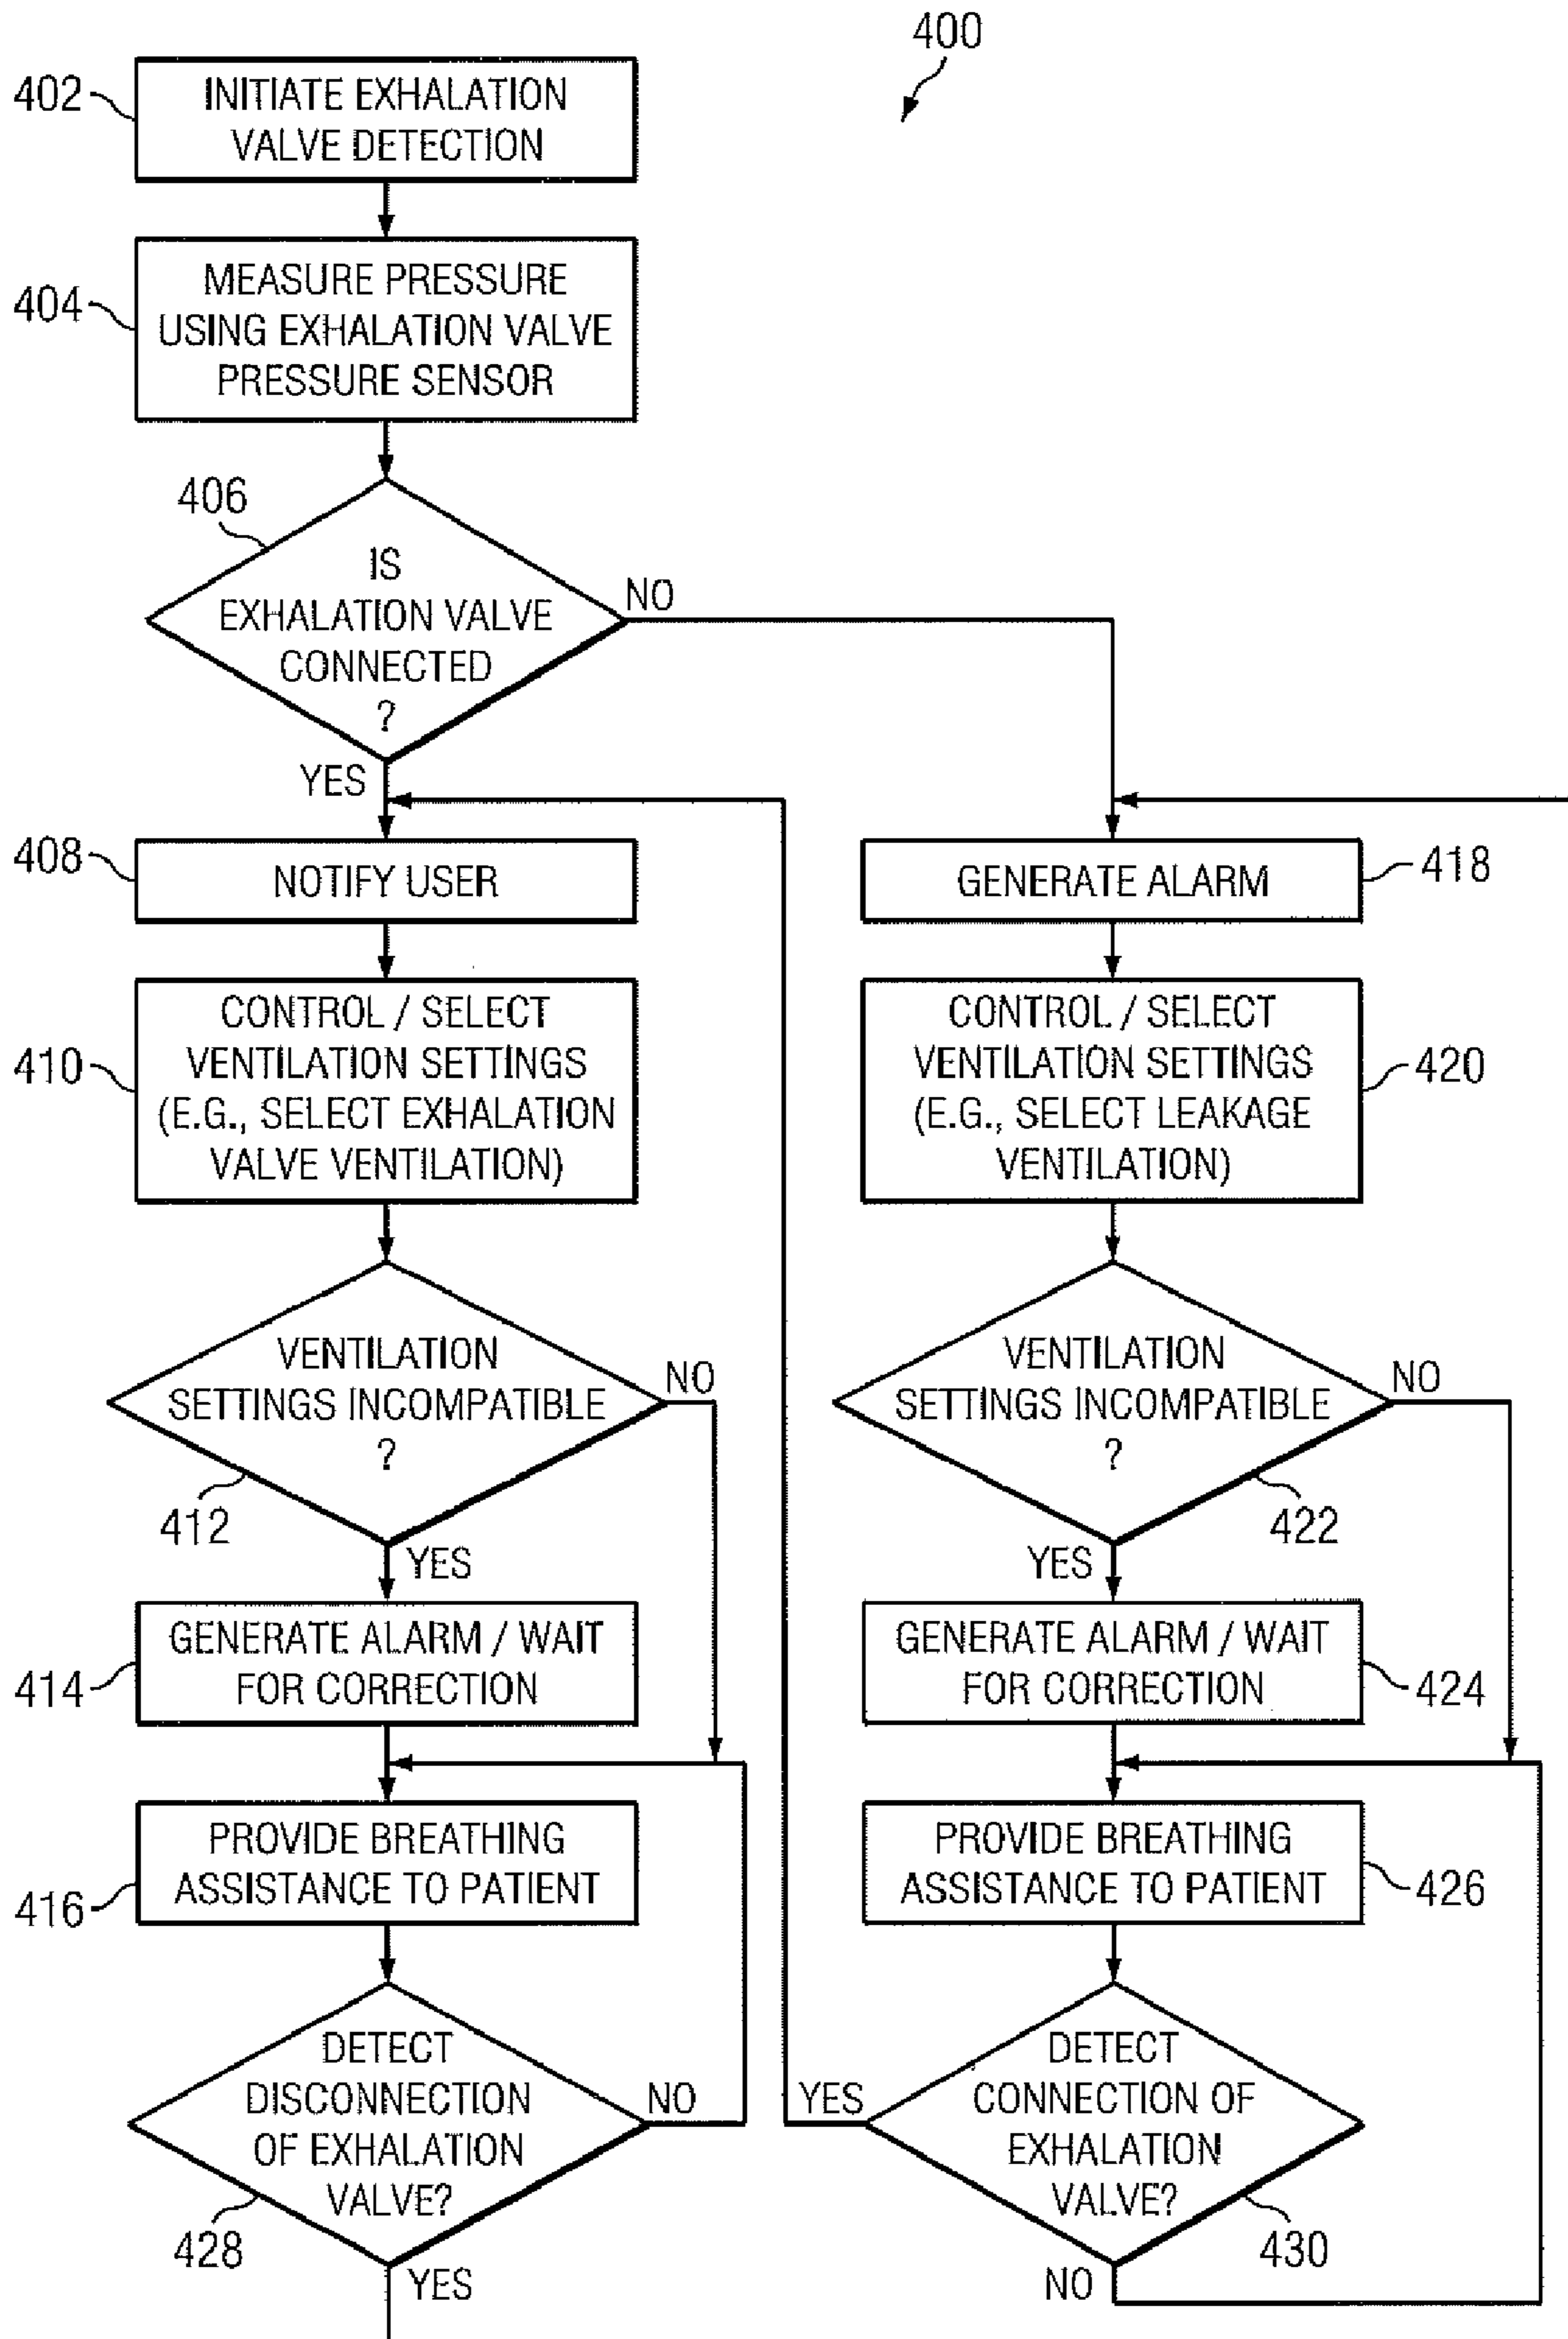 400
402
INITIATE EXHALATION
VALVE DETECTION
404
MEASURE PRESSURE
USING EXHALATION VALVE
PRESSURE SENSOR
406
IS
EXHALATION VALVE
CONNECTED
?
NO
YES
408
NOTIFY USER
GENERATE ALARM
418
410
CONTROL / SELECT
VENTILATION SETTINGS
(E.G., SELECT EXHALATION
VALVE VENTILATION)
CONTROL / SELECT
VENTILATION SETTINGS
(E.G., SELECT LEAKAGE
VENTILATION)
420
VENTILATION
SETTINGS INCOMPATIBLE
?
NO
412
YES
VENTILATION
SETTINGS INCOMPATIBLE
?
NO
422
YES
414
GENERATE ALARM / WAIT
FOR CORRECTION
GENERATE ALARM / WAIT
FOR CORRECTION
424
416
PROVIDE BREATHING
ASSISTANCE TO PATIENT
PROVIDE BREATHING
ASSISTANCE TO PATIENT
426
DETECT
DISCONNECTION
OF EXHALATION
VALVE?
NO
428
YES
DETECT
CONNECTION OF
EXHALATION
VALVE?
YES
430
NO